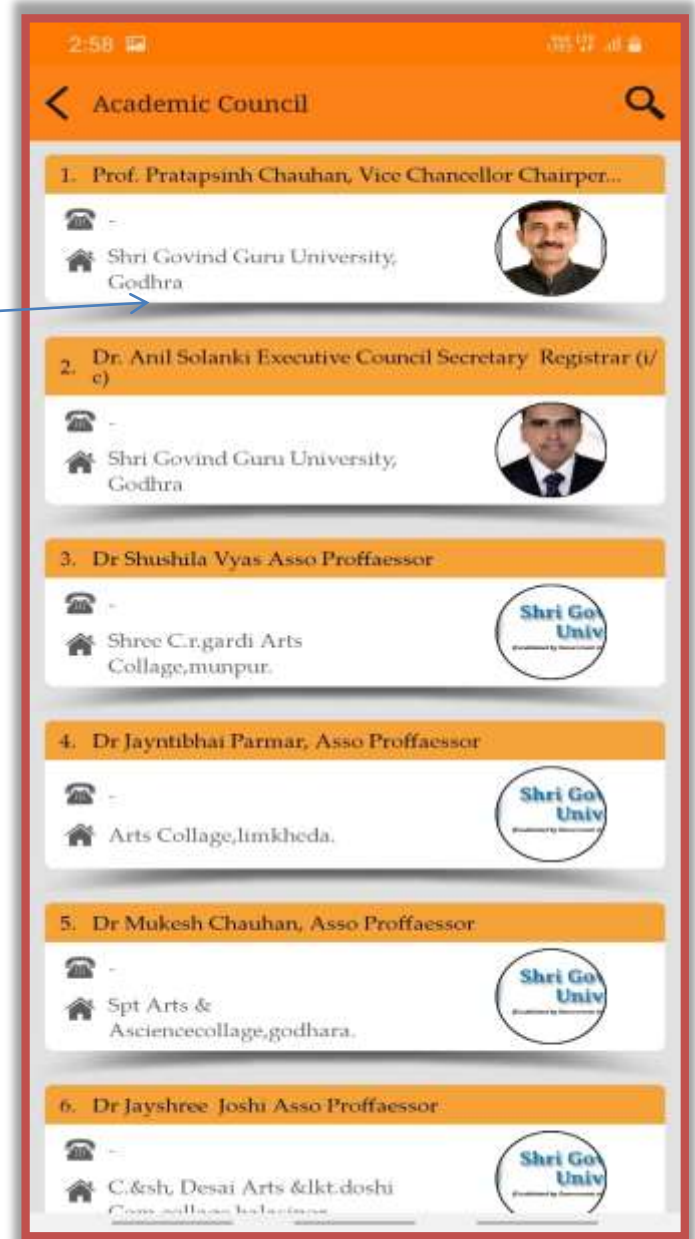 2:58
Academic Council
1. Prof. Pratapsinh Chauhan, Vice Chancellor Chairper...
-
Shri Govind Guru University,
Godhra
2. Dr. Anil Solanki Executive Council Secretary Registrar (i/
c)
-
Shri Govind Guru University,
Godhra
3. Dr Shushila Vyas Asso Proffaessor
-
Shri Gov
Univ
Shree C.r.gardi Arts
Collage,munpur.
4. Dr Jayntibhai Parmar, Asso Proffaessor
-
Shri Gov
Univ
Arts Collage,limkheda.
5. Dr Mukesh Chauhan, Asso Proffaessor
-
Shri Gov
Univ
Spt Arts &
Asciencecollage,godhara.
6. Dr Jayshree Joshi Asso Proffaessor
-
Shri Gov
Univ
C.&sh, Desai Arts &lkt.doshi